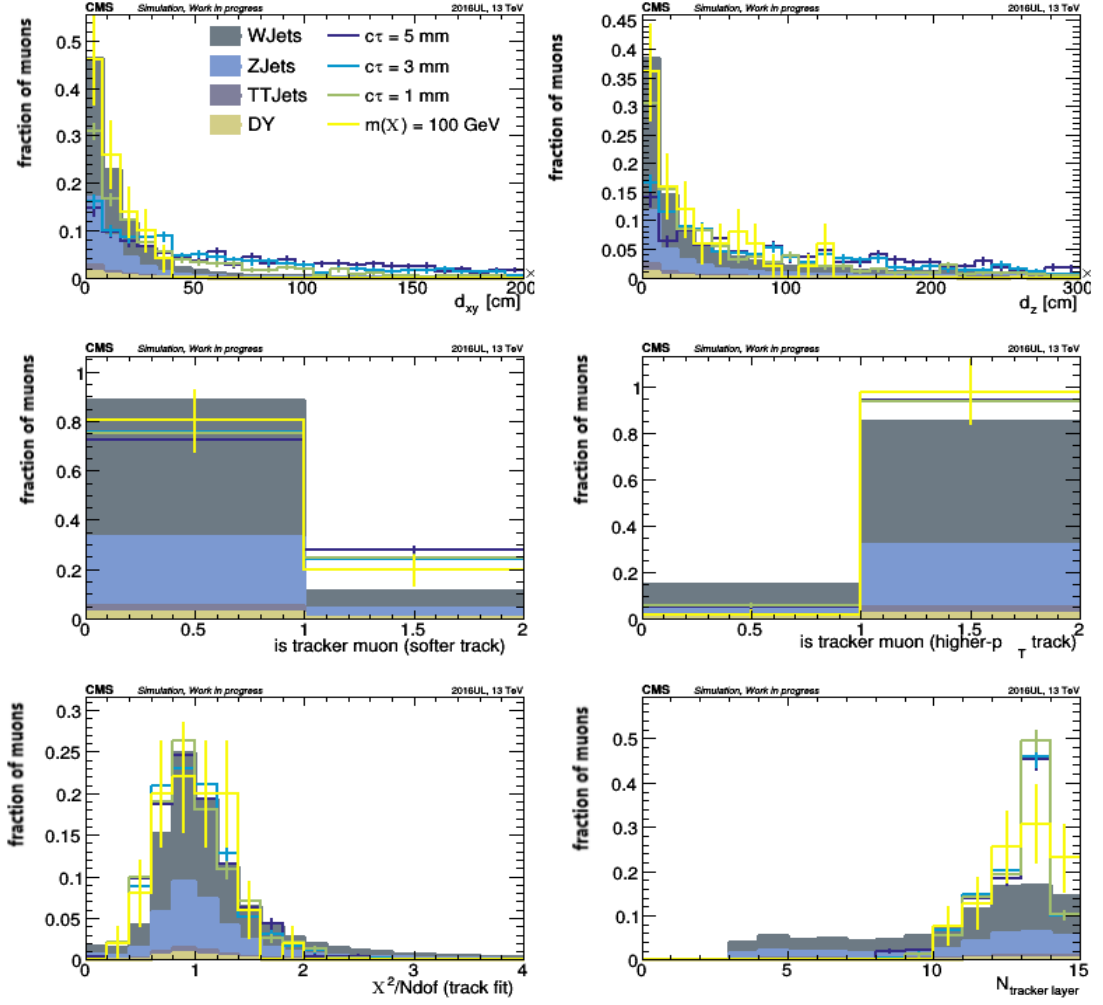 CMS Simulation, Work in progress 2016UL, 13 TeV
fraction of muons
0.5
0.4
0.3
0.2
0.1
0
WJets
ZJets
TTJets
DY
cτ = 5 mm
cτ = 3 mm
cτ = 1 mm
m(X) = 100 GeV
0 50 100 150 200 ×
d_xy [cm]
CMS Simulation, Work in progress 2016UL, 13 TeV
fraction of muons
0.45
0.4
0.35
0.3
0.25
0.2
0.15
0.1
0.05
0
0 100 200 300 ×
d_z [cm]
CMS Simulation, Work in progress 2016UL, 13 TeV
fraction of muons
1
0.8
0.6
0.4
0.2
0
0 0.5 1 1.5 2
is tracker muon (softer track)
CMS Simulation, Work in progress 2016UL, 13 TeV
fraction of muons
1
0.8
0.6
0.4
0.2
0
0 0.5 1 1.5 2
is tracker muon (higher-p_T track)
CMS Simulation, Work in progress 2016UL, 13 TeV
fraction of muons
0.3
0.25
0.2
0.15
0.1
0.05
0
0 1 2 3 4
X²/Ndof (track fit)
CMS Simulation, Work in progress 2016UL, 13 TeV
fraction of muons
0.5
0.4
0.3
0.2
0.1
0
0 5 10 15
N_tracker layer